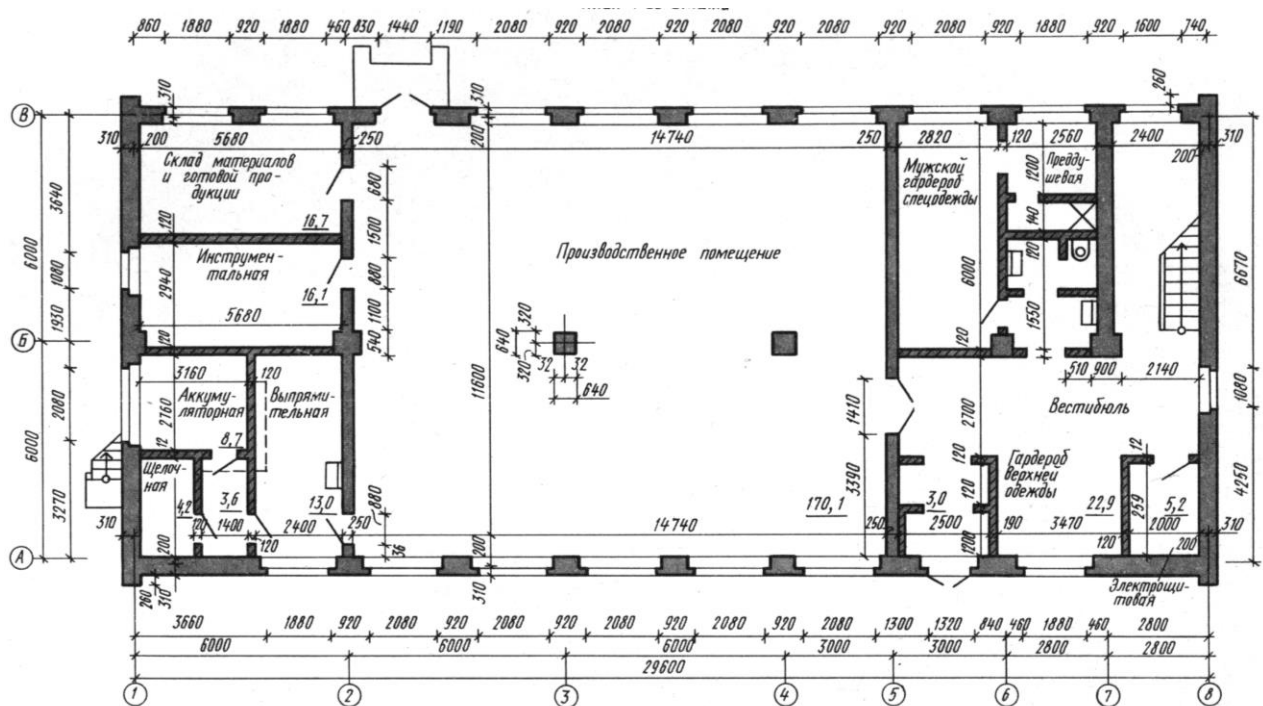 860 1880 920 1880 460 830 1440 1190 2080 920 2080 920 2080 920 2080 920 2080 920 1880 920 1600 740
260
310 310
В
310 200 5680 250 200 14740 250 2820 120 2560 2400 310
200
Склад материалов
и готовой про-
дукции
16,7
Мужской
гардероб
спецодежды
Преддушевая
1200
3640
680
120
1500
140
6000
Инструмен-
тальная
16,1
Производственное помещение
2940
1080
880
6000
120
6670
1930
5680
1100
1550
Б
120
540
640
320
320
32 32
640
120
3160 120
510 900 2140
Аккуму-
ляторная
8,7
Выпрями-
тельная
11600
1410
2700
Вестибюль
1080
2080
2760
6000
12
Щелоч-
ная
4,2
3,6
13,0
880
170,1
3390
120
120
3,0
Гардероб
верхней
одежды
22,9
12
259
5,2
4250
3270
310
120 1400 2400 250
120
14740
250 2500 190 3470 2000 310
А
200
36
200
1200
120
200
Электрощи-
товая
260 310
310
3660 1880 920 2080 920 2080 920 2080 920 2080 920 2080 1300 1320 840 460 1880 460 2800
6000 6000 6000 3000 3000 2800 2800
29600
1 2 3 4 5 6 7 8